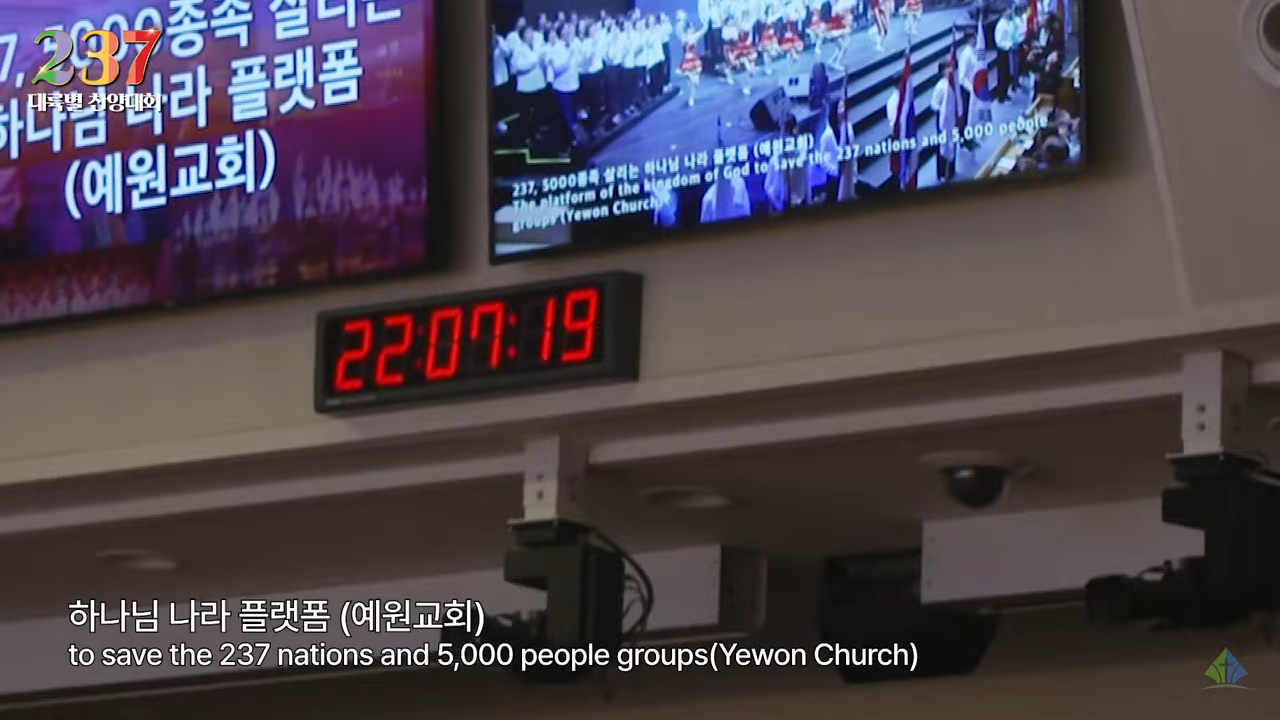 237
대륙별 찬양대회
7, 5000종족 살리는
하나님 나라 플랫폼
(예원교회)
237, 5000종족 살리는 하나님 나라 플랫폼 (예원교회)
The platform of the kingdom of God to save the 237 nations and 5,000 people
groups(Yewon Church)
22:07:19
하나님 나라 플랫폼 (예원교회)
to save the 237 nations and 5,000 people groups(Yewon Church)